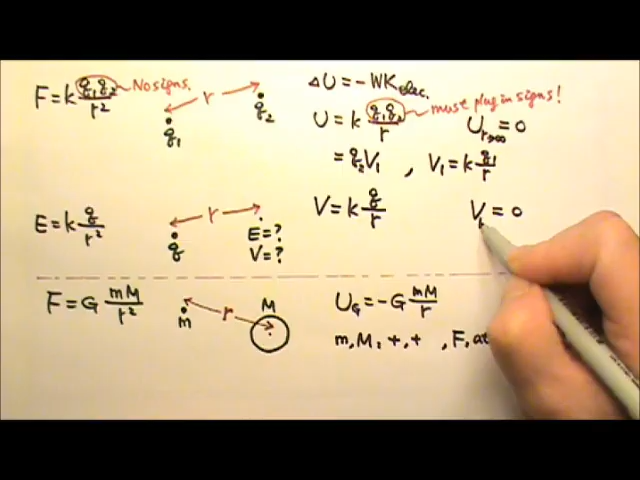 F = k q₁q₂/r² No signs. r q₁ q₂ ΔU = -WK elec.
U = k q₁q₂/r must plug in signs! U r→∞ = 0
= q₂V₁ , V₁ = k q₁/r
E = k q/r² r q E=? V=? V = k q/r V r = 0
F = G mM/r² m r M U_G = -G mM/r
m, M: +, + , F, at